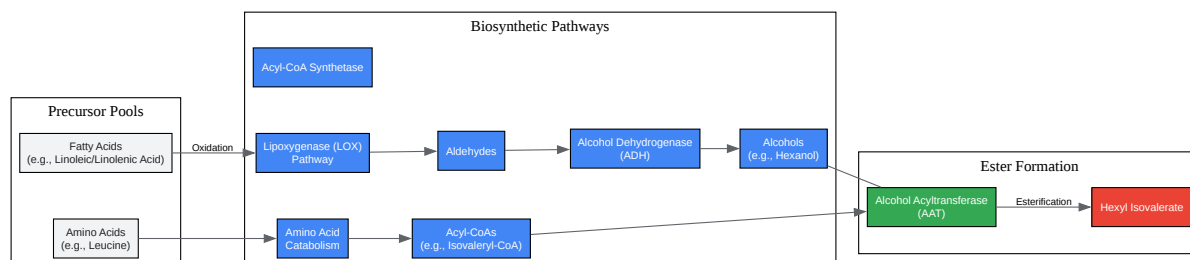 Biosynthetic Pathways
Acyl-CoA Synthetase
Precursor Pools
Fatty Acids
(e.g., Linoleic/Linolenic Acid)
Oxidation
Lipoxygenase (LOX)
Pathway
Aldehydes
Alcohol Dehydrogenase
(ADH)
Alcohols
(e.g., Hexanol)
Amino Acids
(e.g., Leucine)
Amino Acid
Catabolism
Acyl-CoAs
(e.g., Isovaleryl-CoA)
Ester Formation
Alcohol Acyltransferase
(AAT)
Esterification
Hexyl Isovalerate